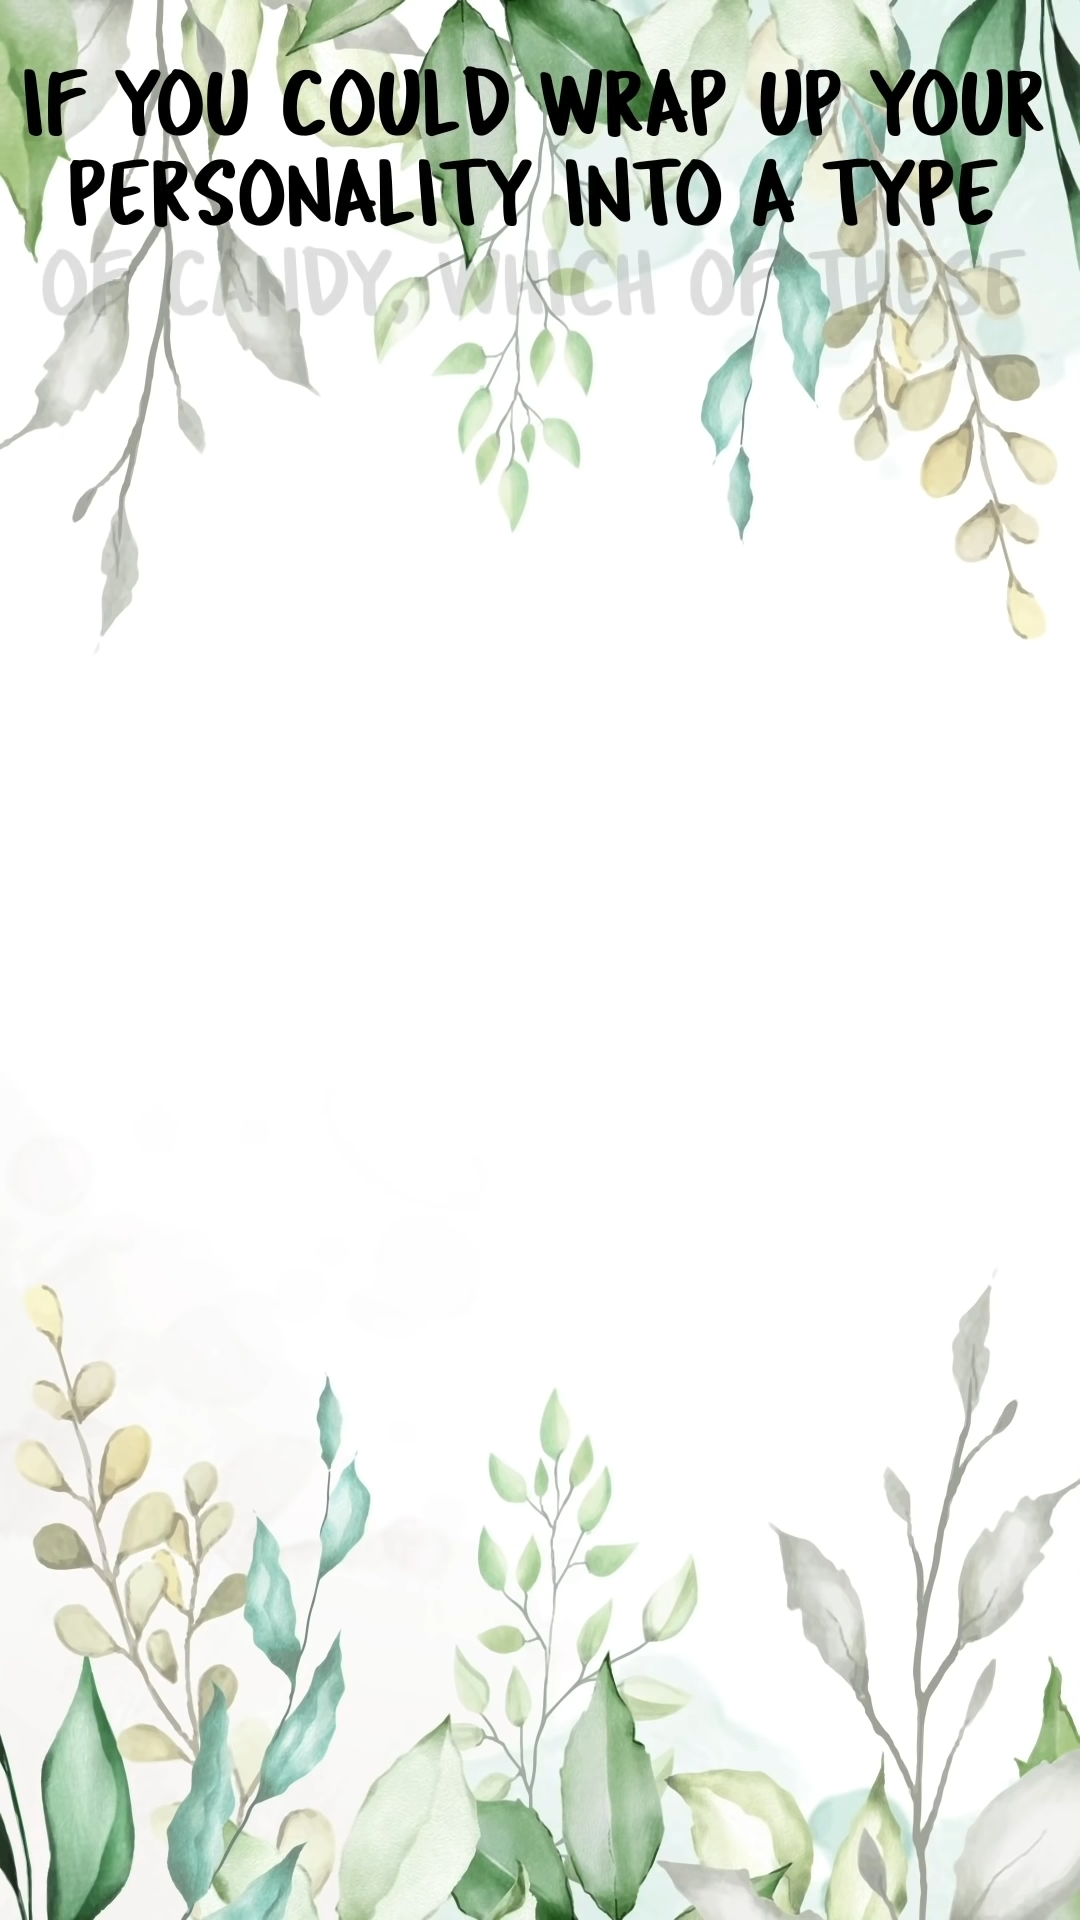 IF YOU COULD WRAP UP YOUR
PERSONALITY INTO A TYPE
OF CANDY, WHICH OF THESE